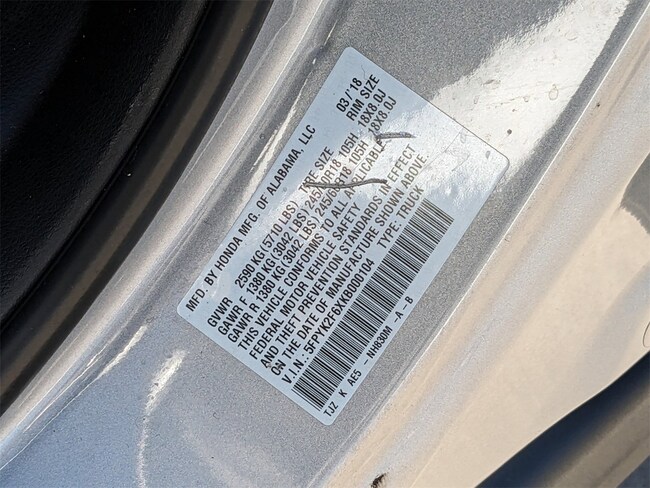 MFD. BY HONDA MFG. OF ALABAMA, LLC 03/'18
GVWR 2590 KG (5710 LBS) TIRE SIZE RIM SIZE
GAWR F 1380 KG (3042 LBS) 245/60R18 105H 18X8.0J
GAWR R 1380 KG (3042 LBS) 245/60R18 105H 18X8.0J
THIS VEHICLE CONFORMS TO ALL APPLICABLE
FEDERAL MOTOR VEHICLE SAFETY
AND THEFT PREVENTION STANDARDS IN EFFECT
ON THE DATE OF MANUFACTURE SHOWN ABOVE.
V.I.N.: 5FPYK2F6XKB000104 TYPE: TRUCK
TJZ K AE5 - NH830M -A - B